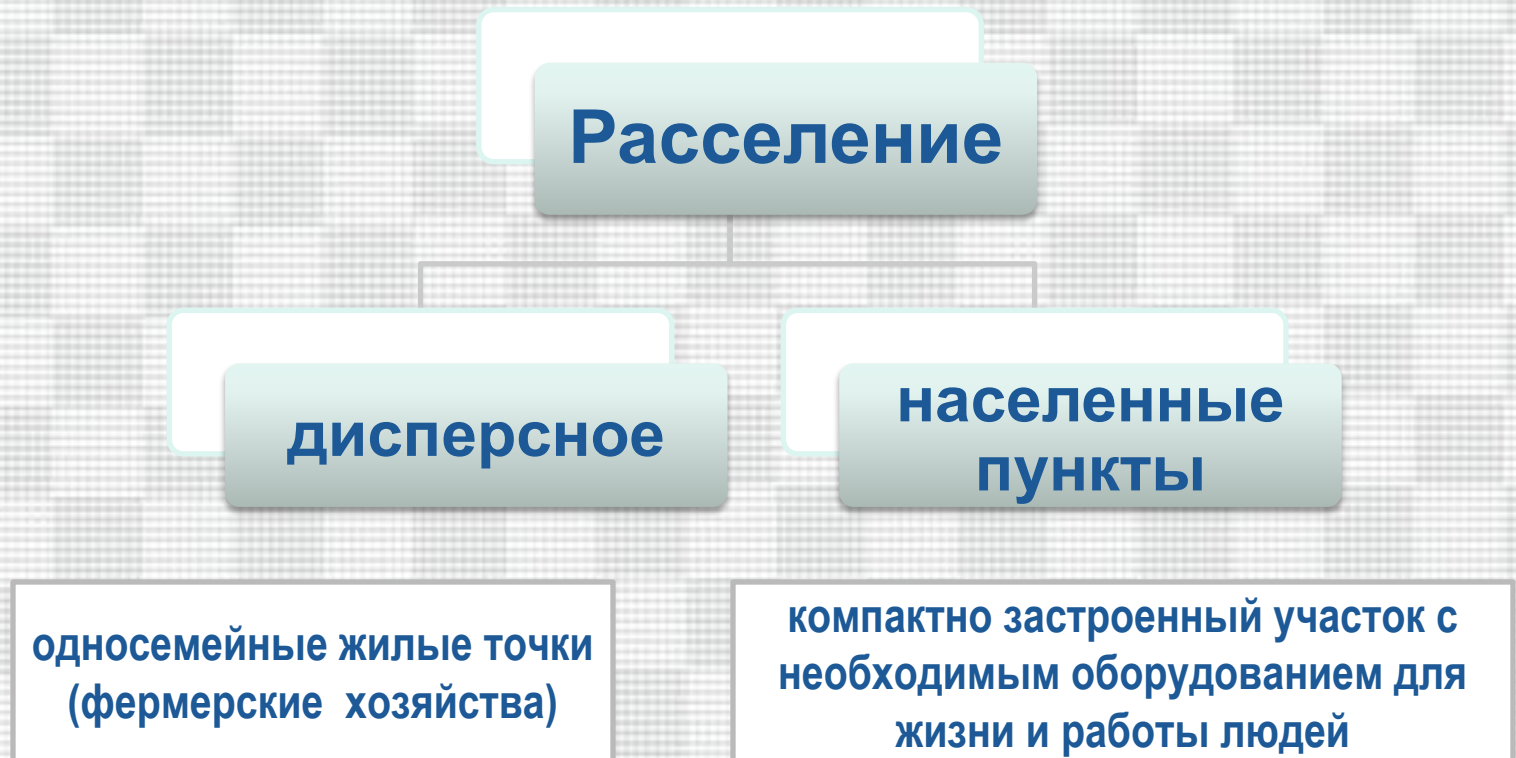 Расселение
дисперсное
населенные
пункты
односемейные жилые точки
(фермерские хозяйства)
компактно застроенный участок с
необходимым оборудованием для
жизни и работы людей